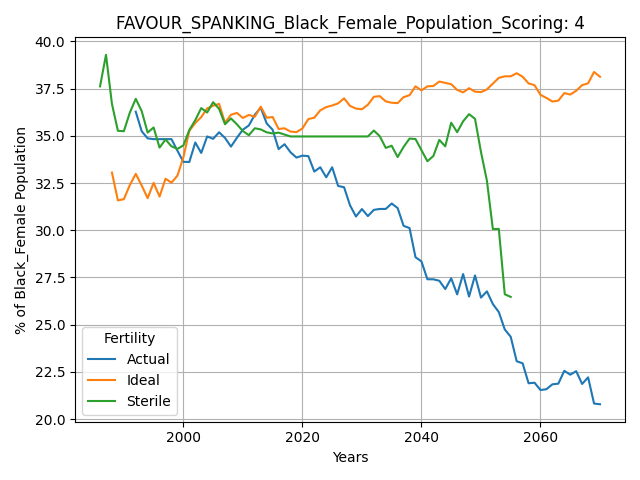 FAVOUR_SPANKING_Black_Female_Population_Scoring: 4
% of Black_Female Population
40.0
37.5
35.0
32.5
30.0
27.5
25.0
22.5
20.0
Fertility
Actual
Ideal
Sterile
2000 2020 2040 2060
Years